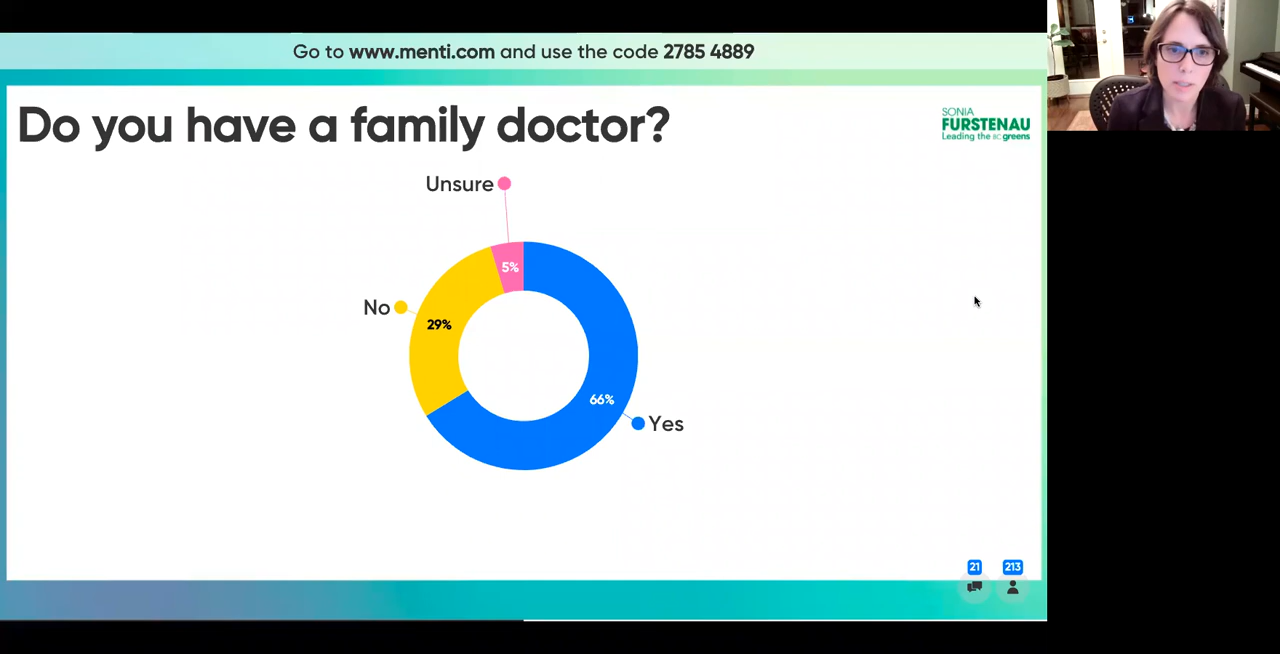 Go to www.menti.com and use the code 2785 4889
Do you have a family doctor?
SONIA
FURSTENAU
Leading the BC greens
Unsure
5%
No
29%
66%
Yes
21
213